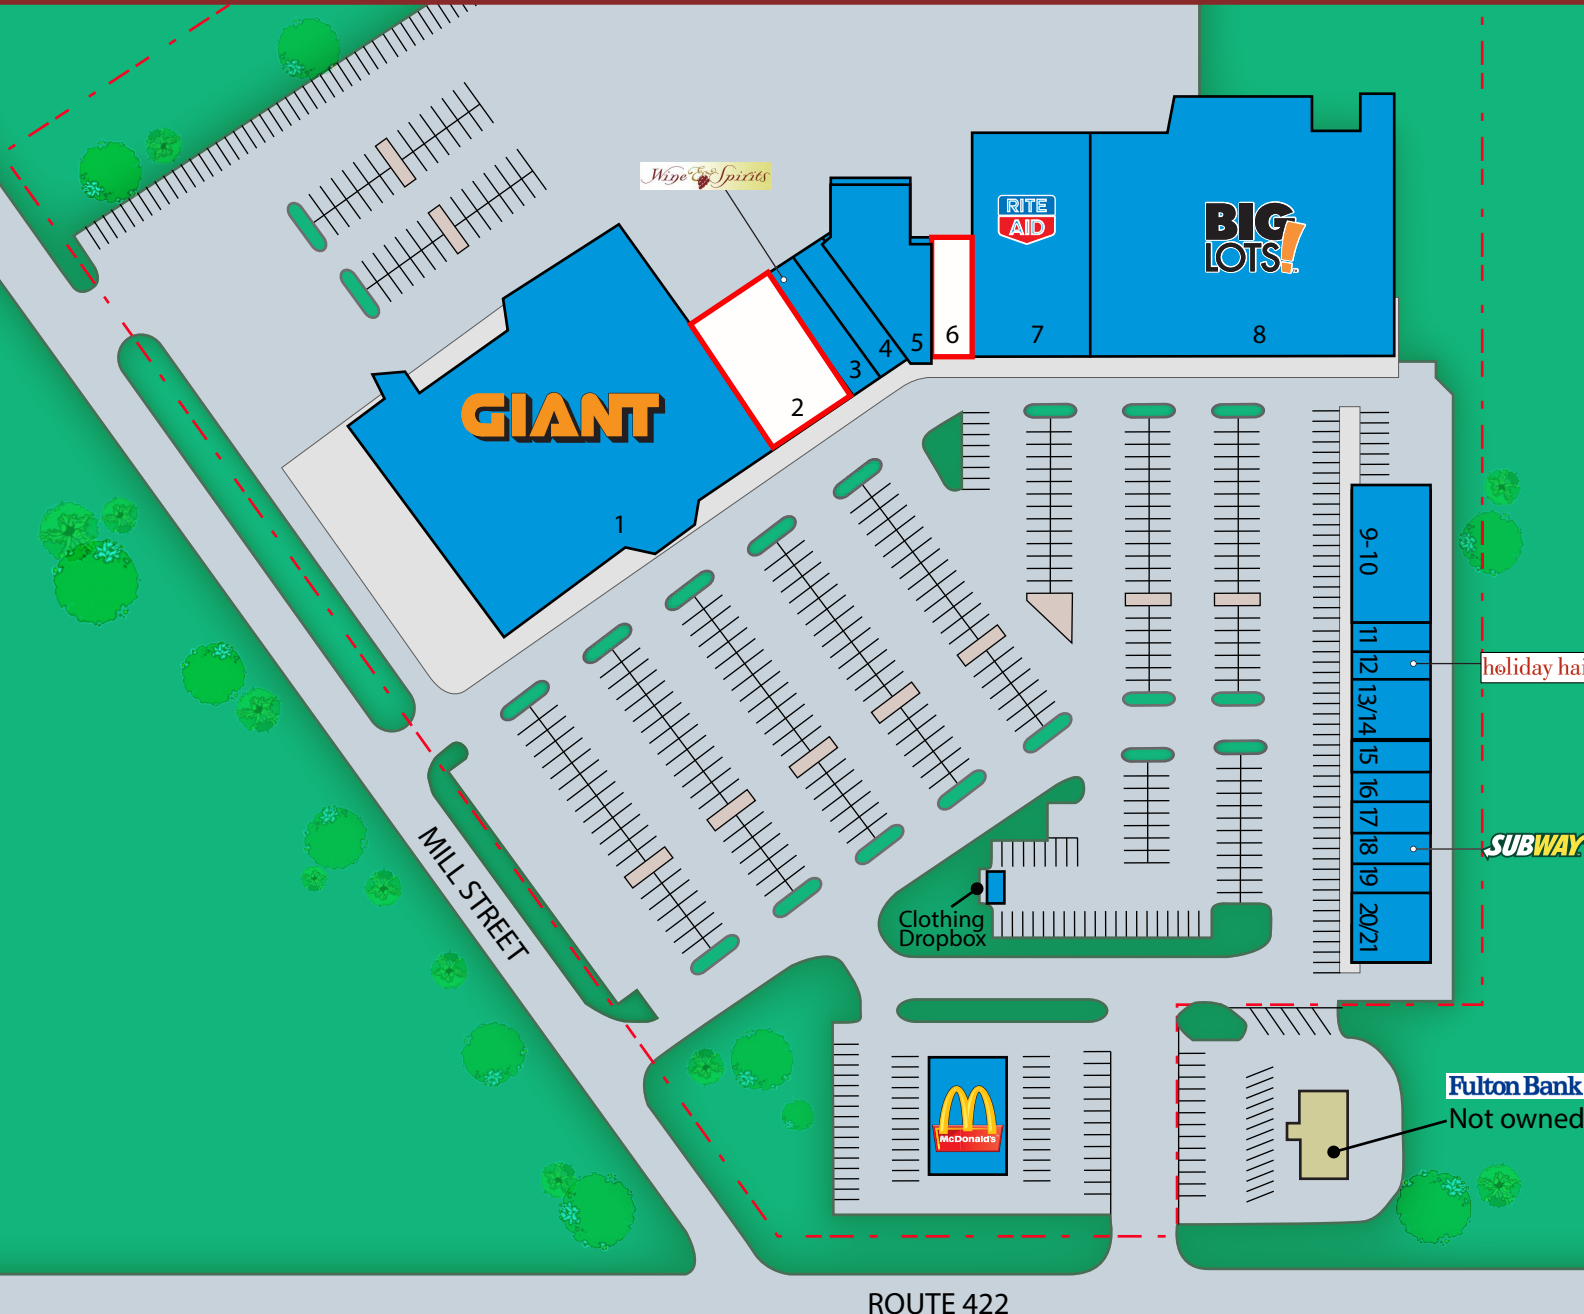 Wine & Spirits
RITE
AID
BIG
LOTS!
GIANT
1
2
3
4
5
6
7
8
9-10
11
12
holiday hai
13/14
15
16
17
18
SUBWAY
19
20/21
MILL STREET
Clothing
Dropbox
McDonald's
Fulton Bank
Not owned
ROUTE 422